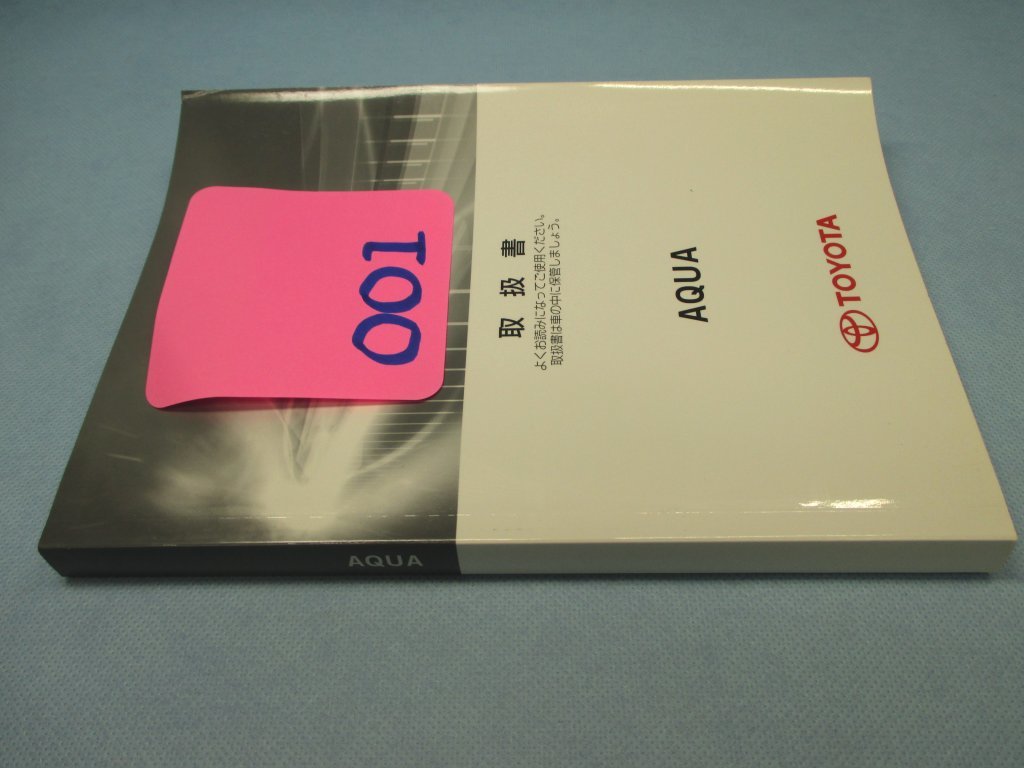 001
取扱書
よくお読みになってご使用ください。
取扱書は車の中に保管しましょう。
AQUA
TOYOTA
AQUA